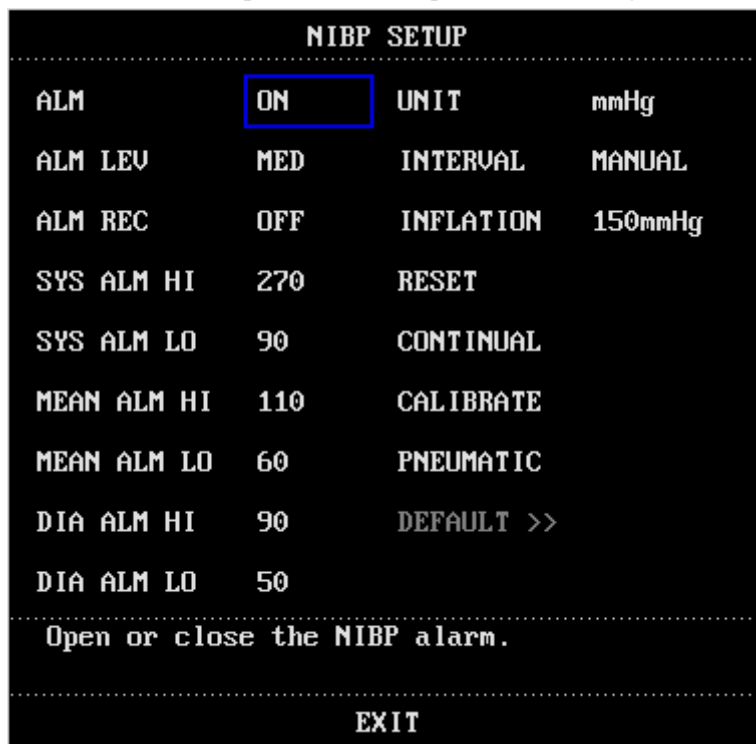 NIBP SETUP
ALM ON UNIT mmHg
ALM LEV MED INTERVAL MANUAL
ALM REC OFF INFLATION 150mmHg
SYS ALM HI 270 RESET
SYS ALM LO 90 CONTINUAL
MEAN ALM HI 110 CALIBRATE
MEAN ALM LO 60 PNEUMATIC
DIA ALM HI 90 DEFAULT >>
DIA ALM LO 50
Open or close the NIBP alarm.
EXIT